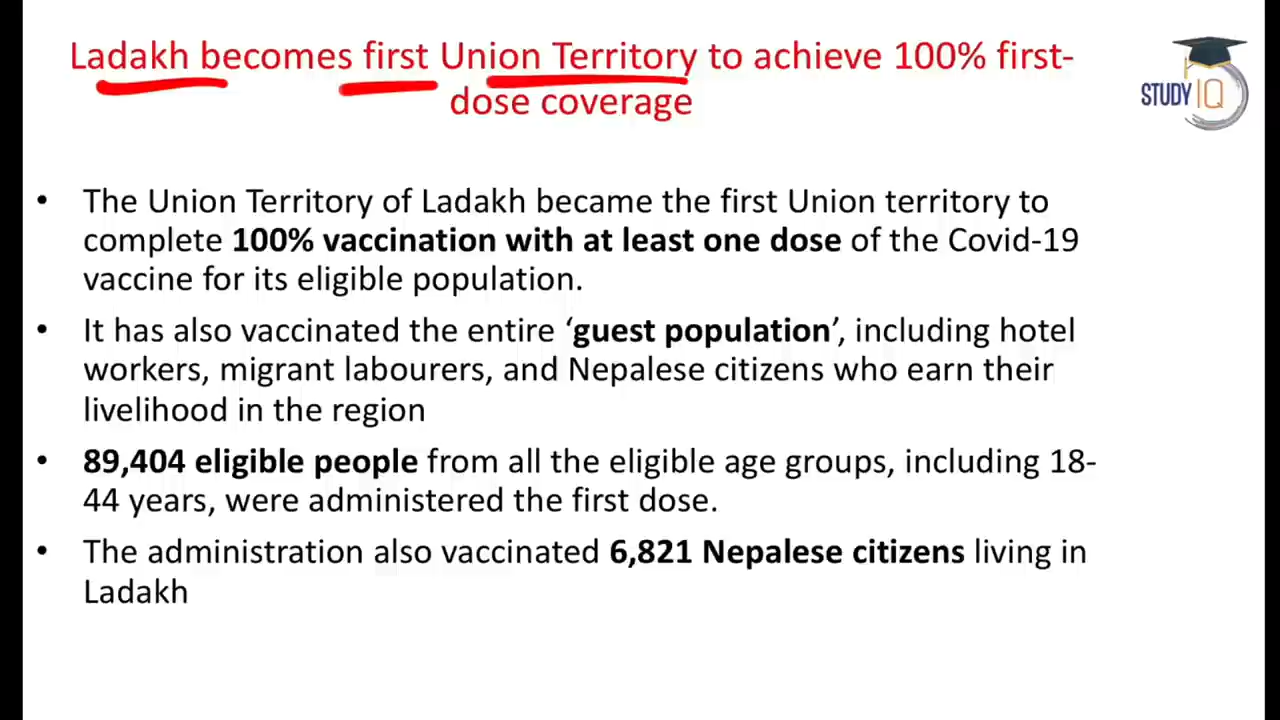 Ladakh becomes first Union Territory to achieve 100% first-
dose coverage
STUDY IQ
• The Union Territory of Ladakh became the first Union territory to
complete 100% vaccination with at least one dose of the Covid-19
vaccine for its eligible population.
• It has also vaccinated the entire ‘guest population’, including hotel
workers, migrant labourers, and Nepalese citizens who earn their
livelihood in the region
• 89,404 eligible people from all the eligible age groups, including 18-
44 years, were administered the first dose.
• The administration also vaccinated 6,821 Nepalese citizens living in
Ladakh